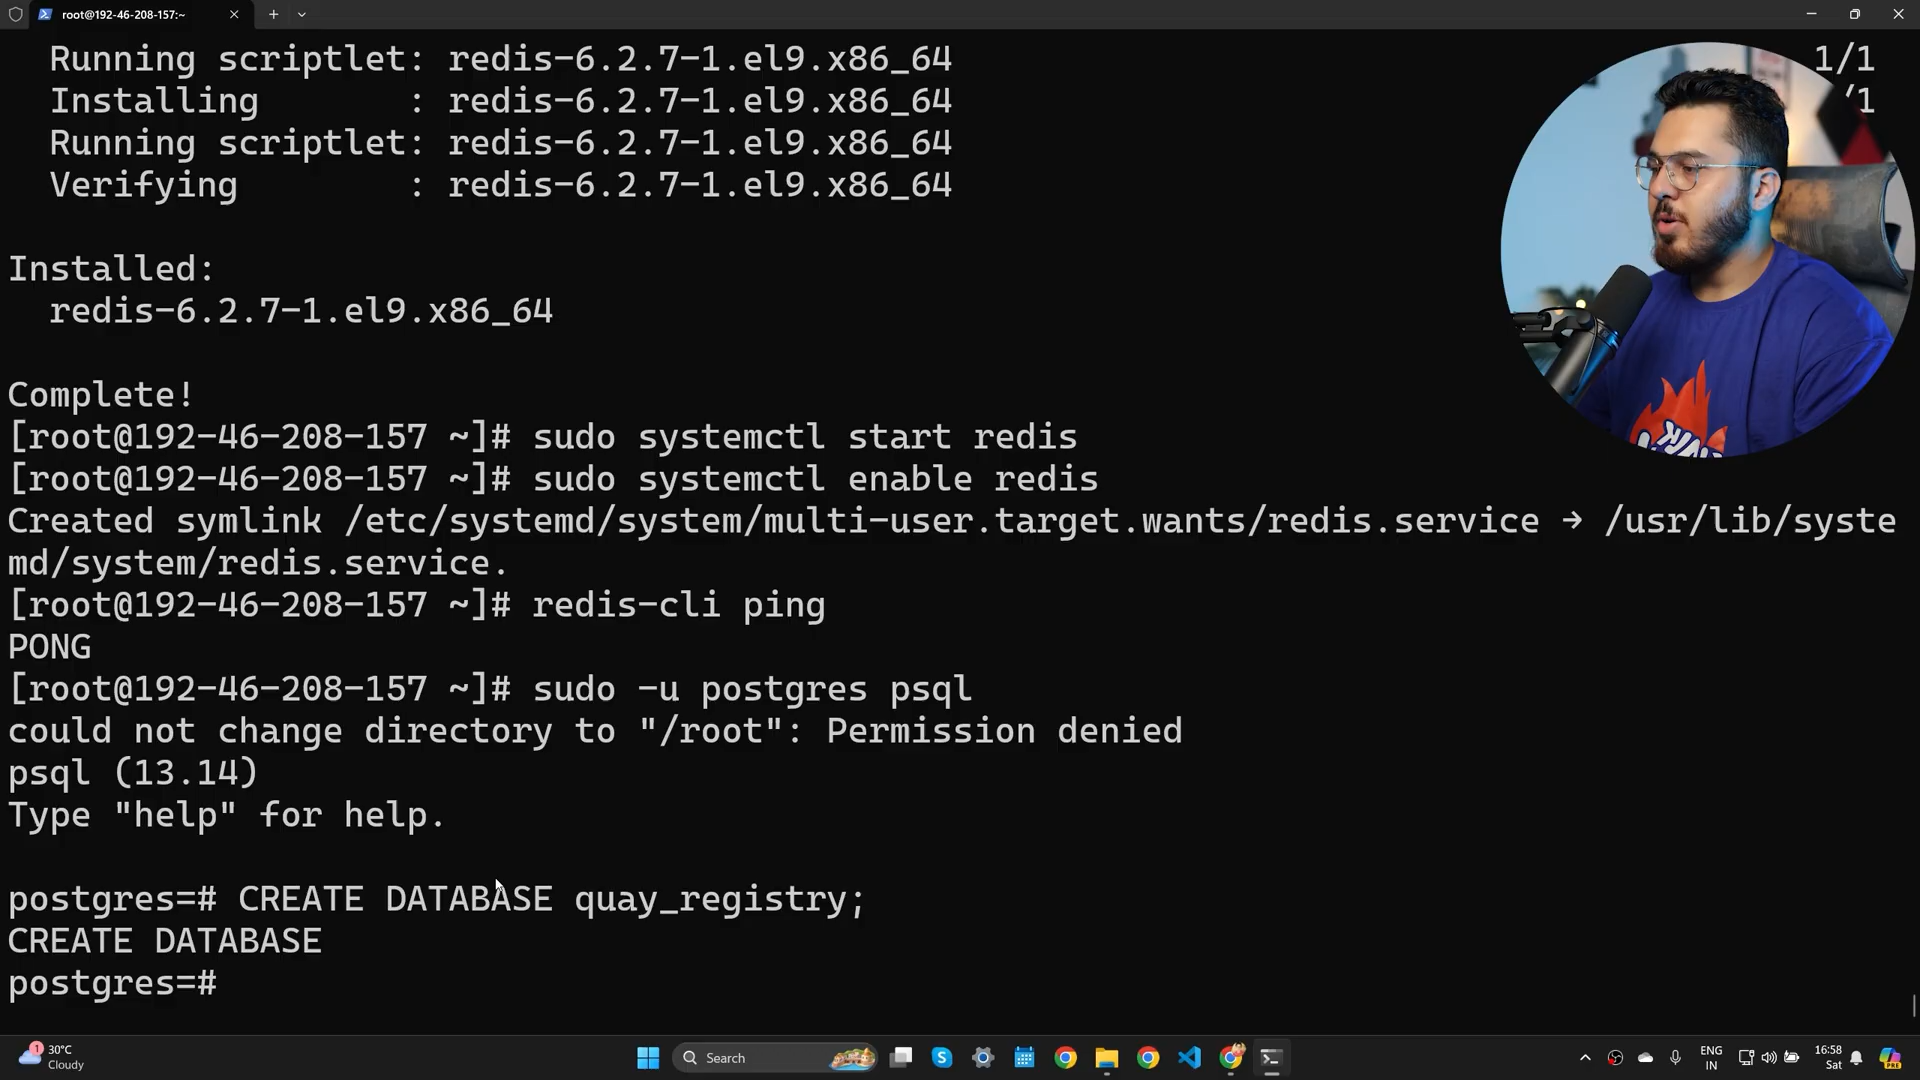 root@192-46-208-157:~
Running scriptlet: redis-6.2.7-1.el9.x86_64 1/1
Installing : redis-6.2.7-1.el9.x86_64 /1
Running scriptlet: redis-6.2.7-1.el9.x86_64
Verifying : redis-6.2.7-1.el9.x86_64
Installed:
redis-6.2.7-1.el9.x86_64
Complete!
[root@192-46-208-157 ~]# sudo systemctl start redis
[root@192-46-208-157 ~]# sudo systemctl enable redis
Created symlink /etc/systemd/system/multi-user.target.wants/redis.service → /usr/lib/syste
md/system/redis.service.
[root@192-46-208-157 ~]# redis-cli ping
PONG
[root@192-46-208-157 ~]# sudo -u postgres psql
could not change directory to "/root": Permission denied
psql (13.14)
Type "help" for help.
postgres=# CREATE DATABASE quay_registry;
CREATE DATABASE
postgres=#
1
30°C
Cloudy
Search
ENG
IN
16:58
Sat
PRE